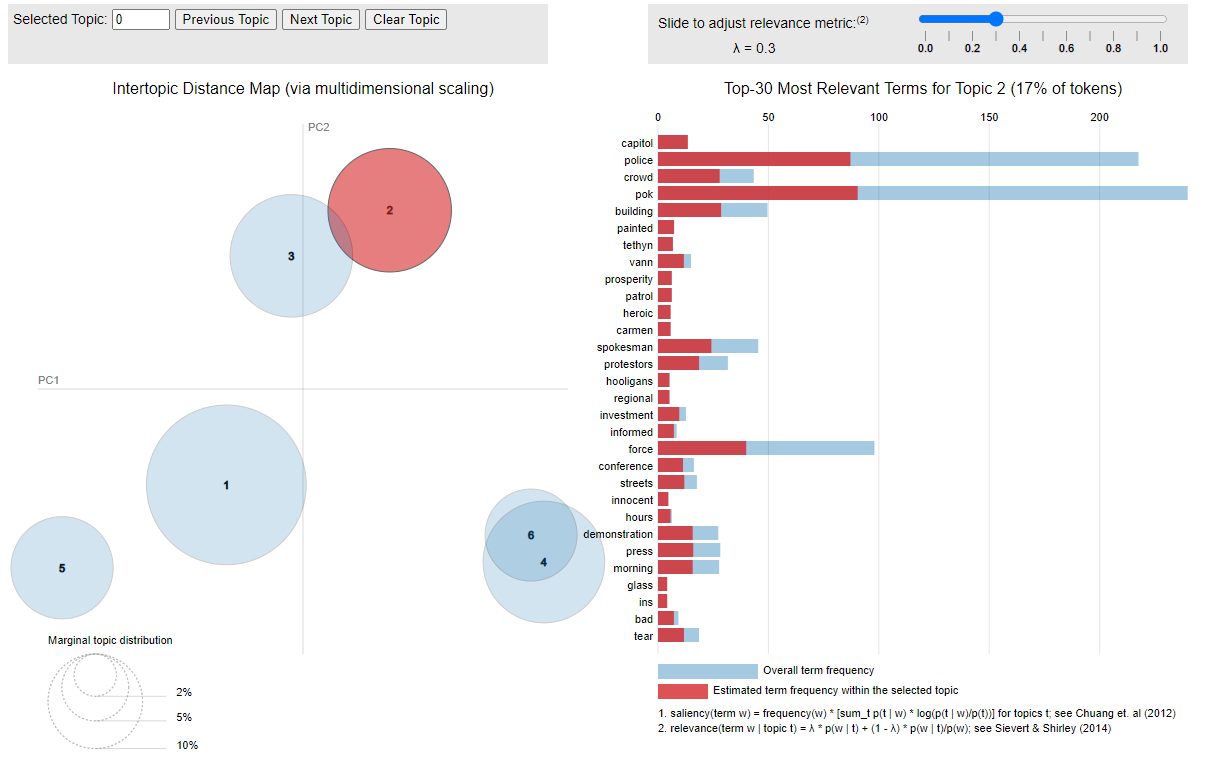 Selected Topic: 0 Previous Topic Next Topic Clear Topic
Slide to adjust relevance metric:(2)
λ = 0.3
0.0 0.2 0.4 0.6 0.8 1.0
Intertopic Distance Map (via multidimensional scaling)
PC2
PC1
2
3
1
5
6
4
Marginal topic distribution
2%
5%
10%
Top-30 Most Relevant Terms for Topic 2 (17% of tokens)
0 50 100 150 200
capitol
police
crowd
pok
building
painted
tethyn
vann
prosperity
patrol
heroic
carmen
spokesman
protestors
hooligans
regional
investment
informed
force
conference
streets
innocent
hours
demonstration
press
morning
glass
ins
bad
tear
Overall term frequency
Estimated term frequency within the selected topic
1. saliency(term w) = frequency(w) * [sum_t p(t | w) * log(p(t | w)/p(t))] for topics t; see Chuang et. al (2012)
2. relevance(term w | topic t) = λ * p(w | t) + (1 - λ) * p(w | t)/p(w); see Sievert & Shirley (2014)